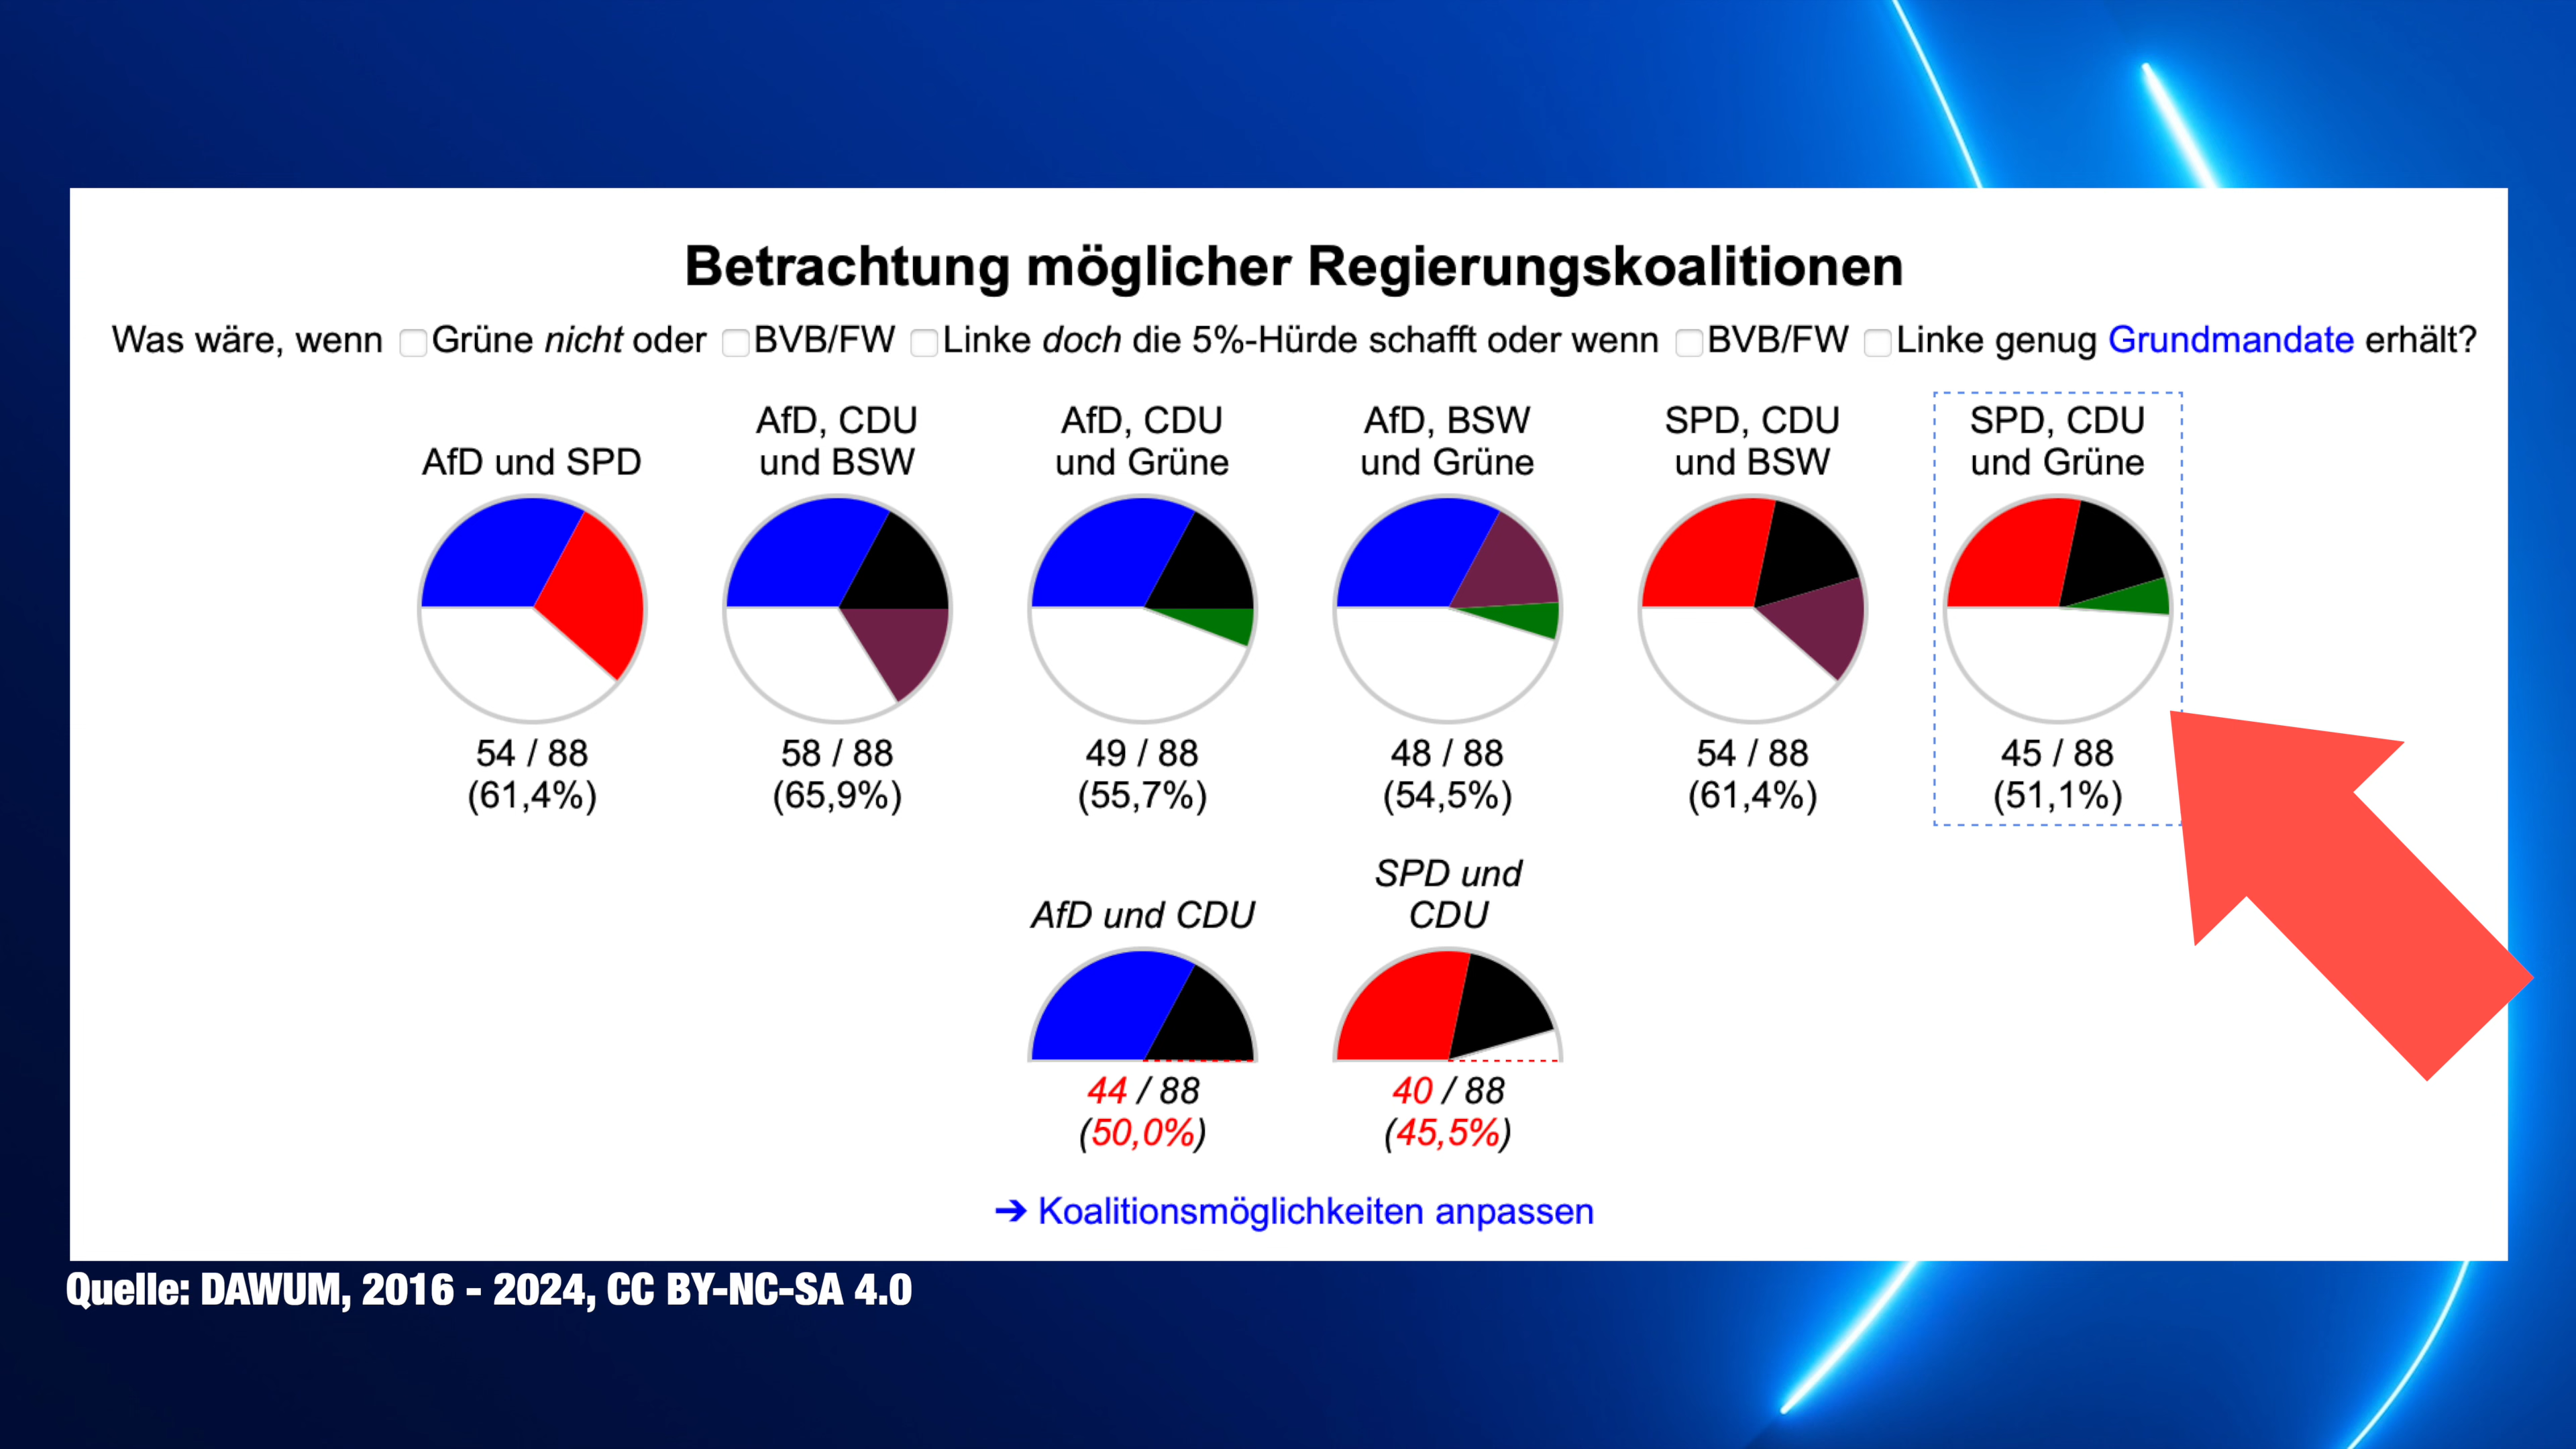 Betrachtung möglicher Regierungskoalitionen
Was wäre, wenn Grüne nicht oder BVB/FW Linke doch die 5%-Hürde schafft oder wenn BVB/FW Linke genug Grundmandate erhält?
AfD und SPD
54 / 88
(61,4%)
AfD, CDU
und BSW
58 / 88
(65,9%)
AfD, CDU
und Grüne
49 / 88
(55,7%)
AfD, BSW
und Grüne
48 / 88
(54,5%)
SPD, CDU
und BSW
54 / 88
(61,4%)
SPD, CDU
und Grüne
45 / 88
(51,1%)
AfD und CDU
44 / 88
(50,0%)
SPD und
CDU
40 / 88
(45,5%)
➔ Koalitionsmöglichkeiten anpassen
Quelle: DAWUM, 2016 - 2024, CC BY-NC-SA 4.0